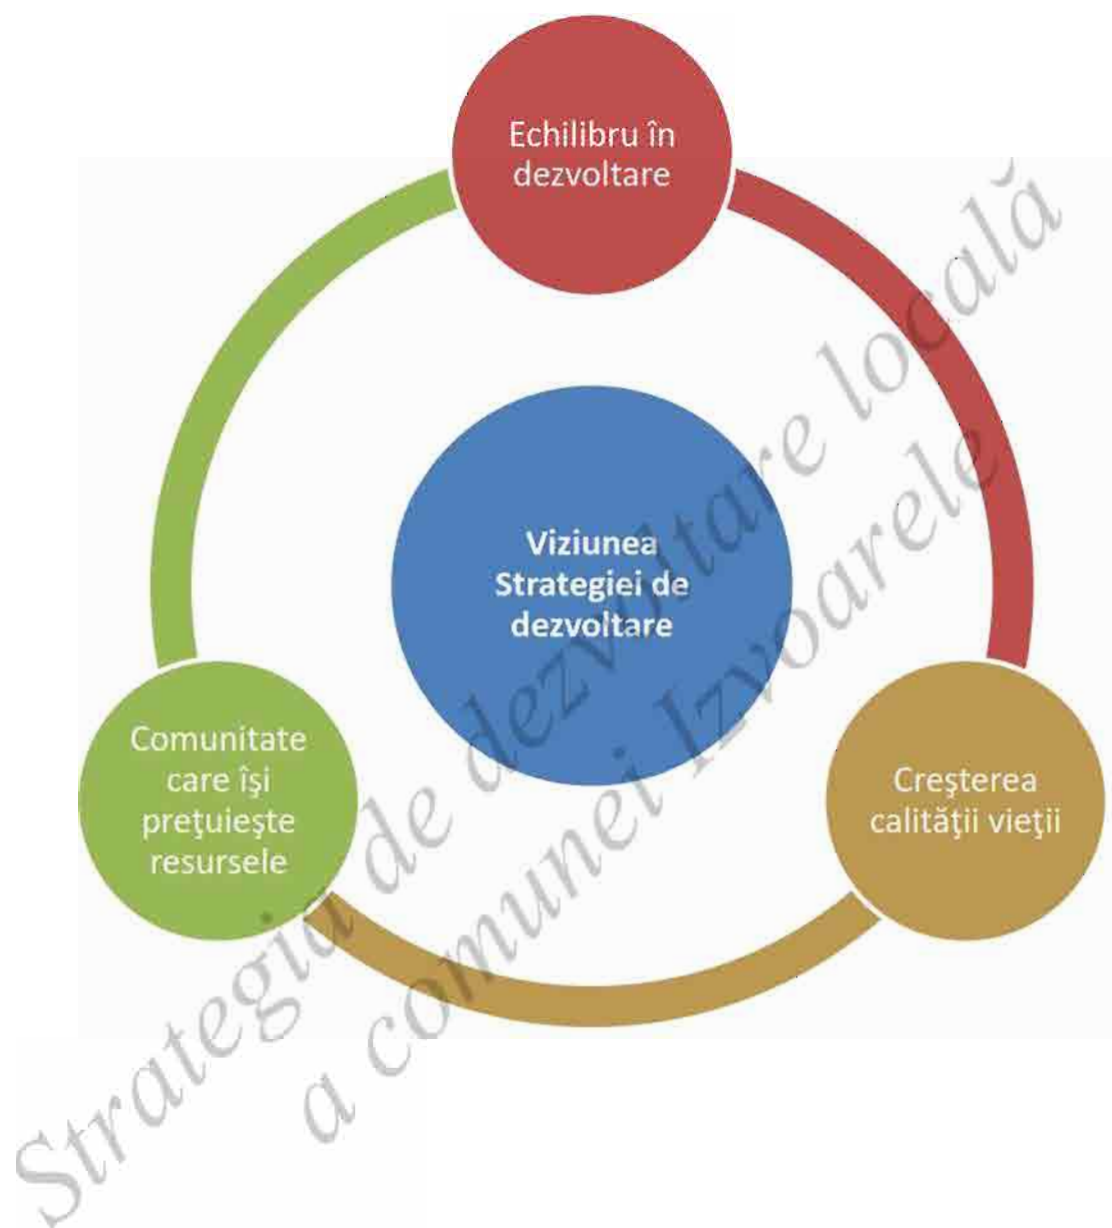 Echilibru în
dezvoltare
Viziunea
Strategiei de
dezvoltare
Comunitate
care îşi
preţuieşte
resursele
Creşterea
calităţii vieţii
Strategia de dezvoltare locală
a comunei Izvoarele